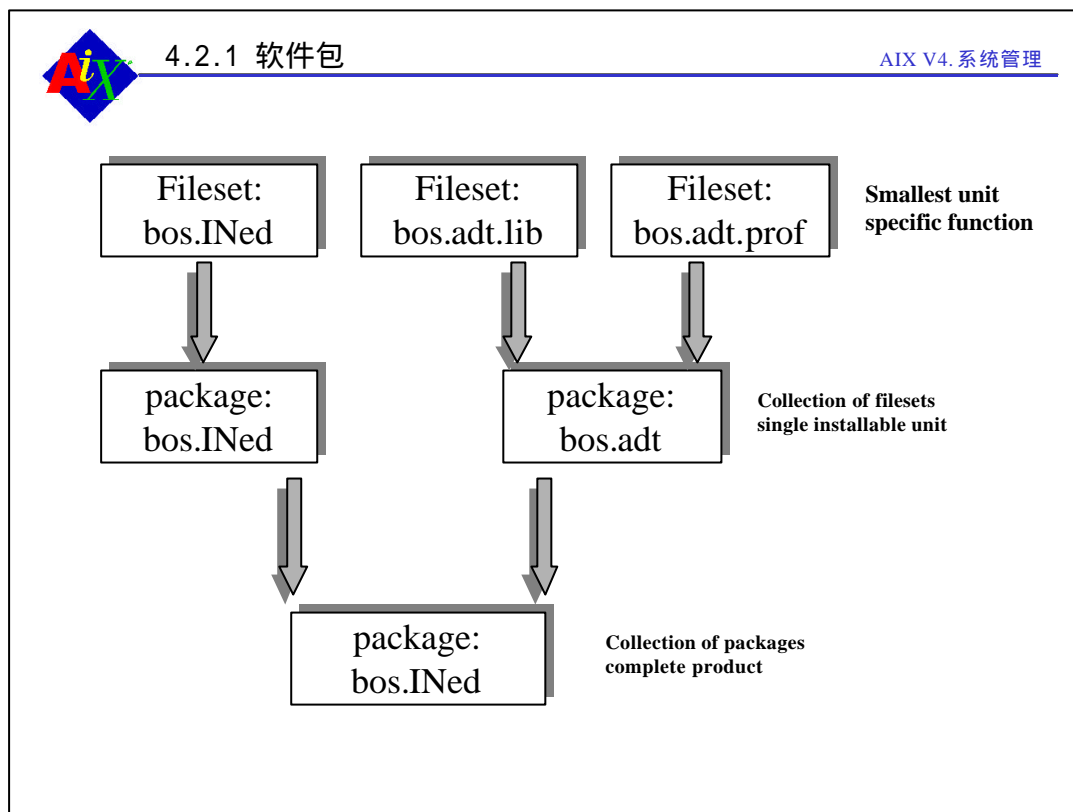 AiX
4.2.1 软件包
AIX V4.系统管理
Fileset:
bos.INed
Fileset:
bos.adt.lib
Fileset:
bos.adt.prof
Smallest unit
specific function
package:
bos.INed
package:
bos.adt
Collection of filesets
single installable unit
package:
bos.INed
Collection of packages
complete product